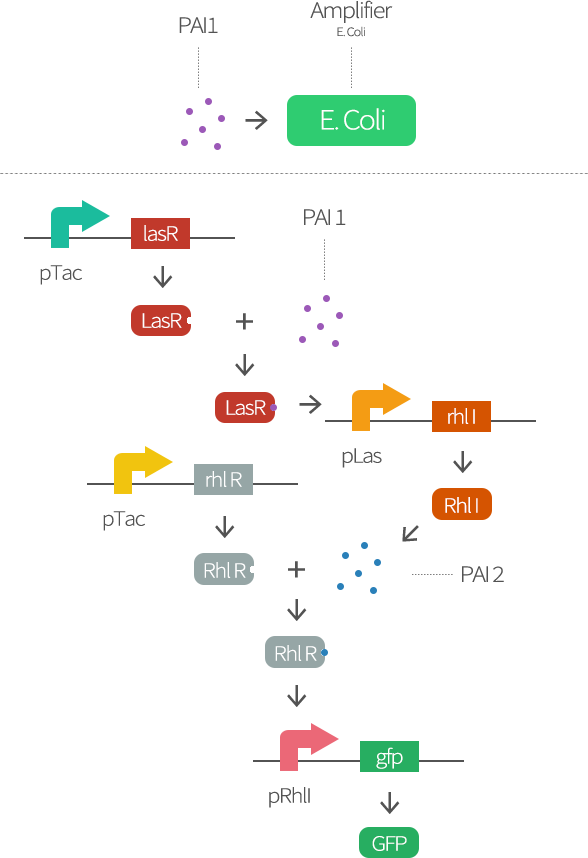 PAI1
Amplifier
E. Coli
E. Coli
PAI 1
lasR
pTac
LasR
+
LasR
rhl I
pLas
rhl R
pTac
Rhl I
Rhl R
+
PAI 2
Rhl R
gfp
pRhlI
GFP